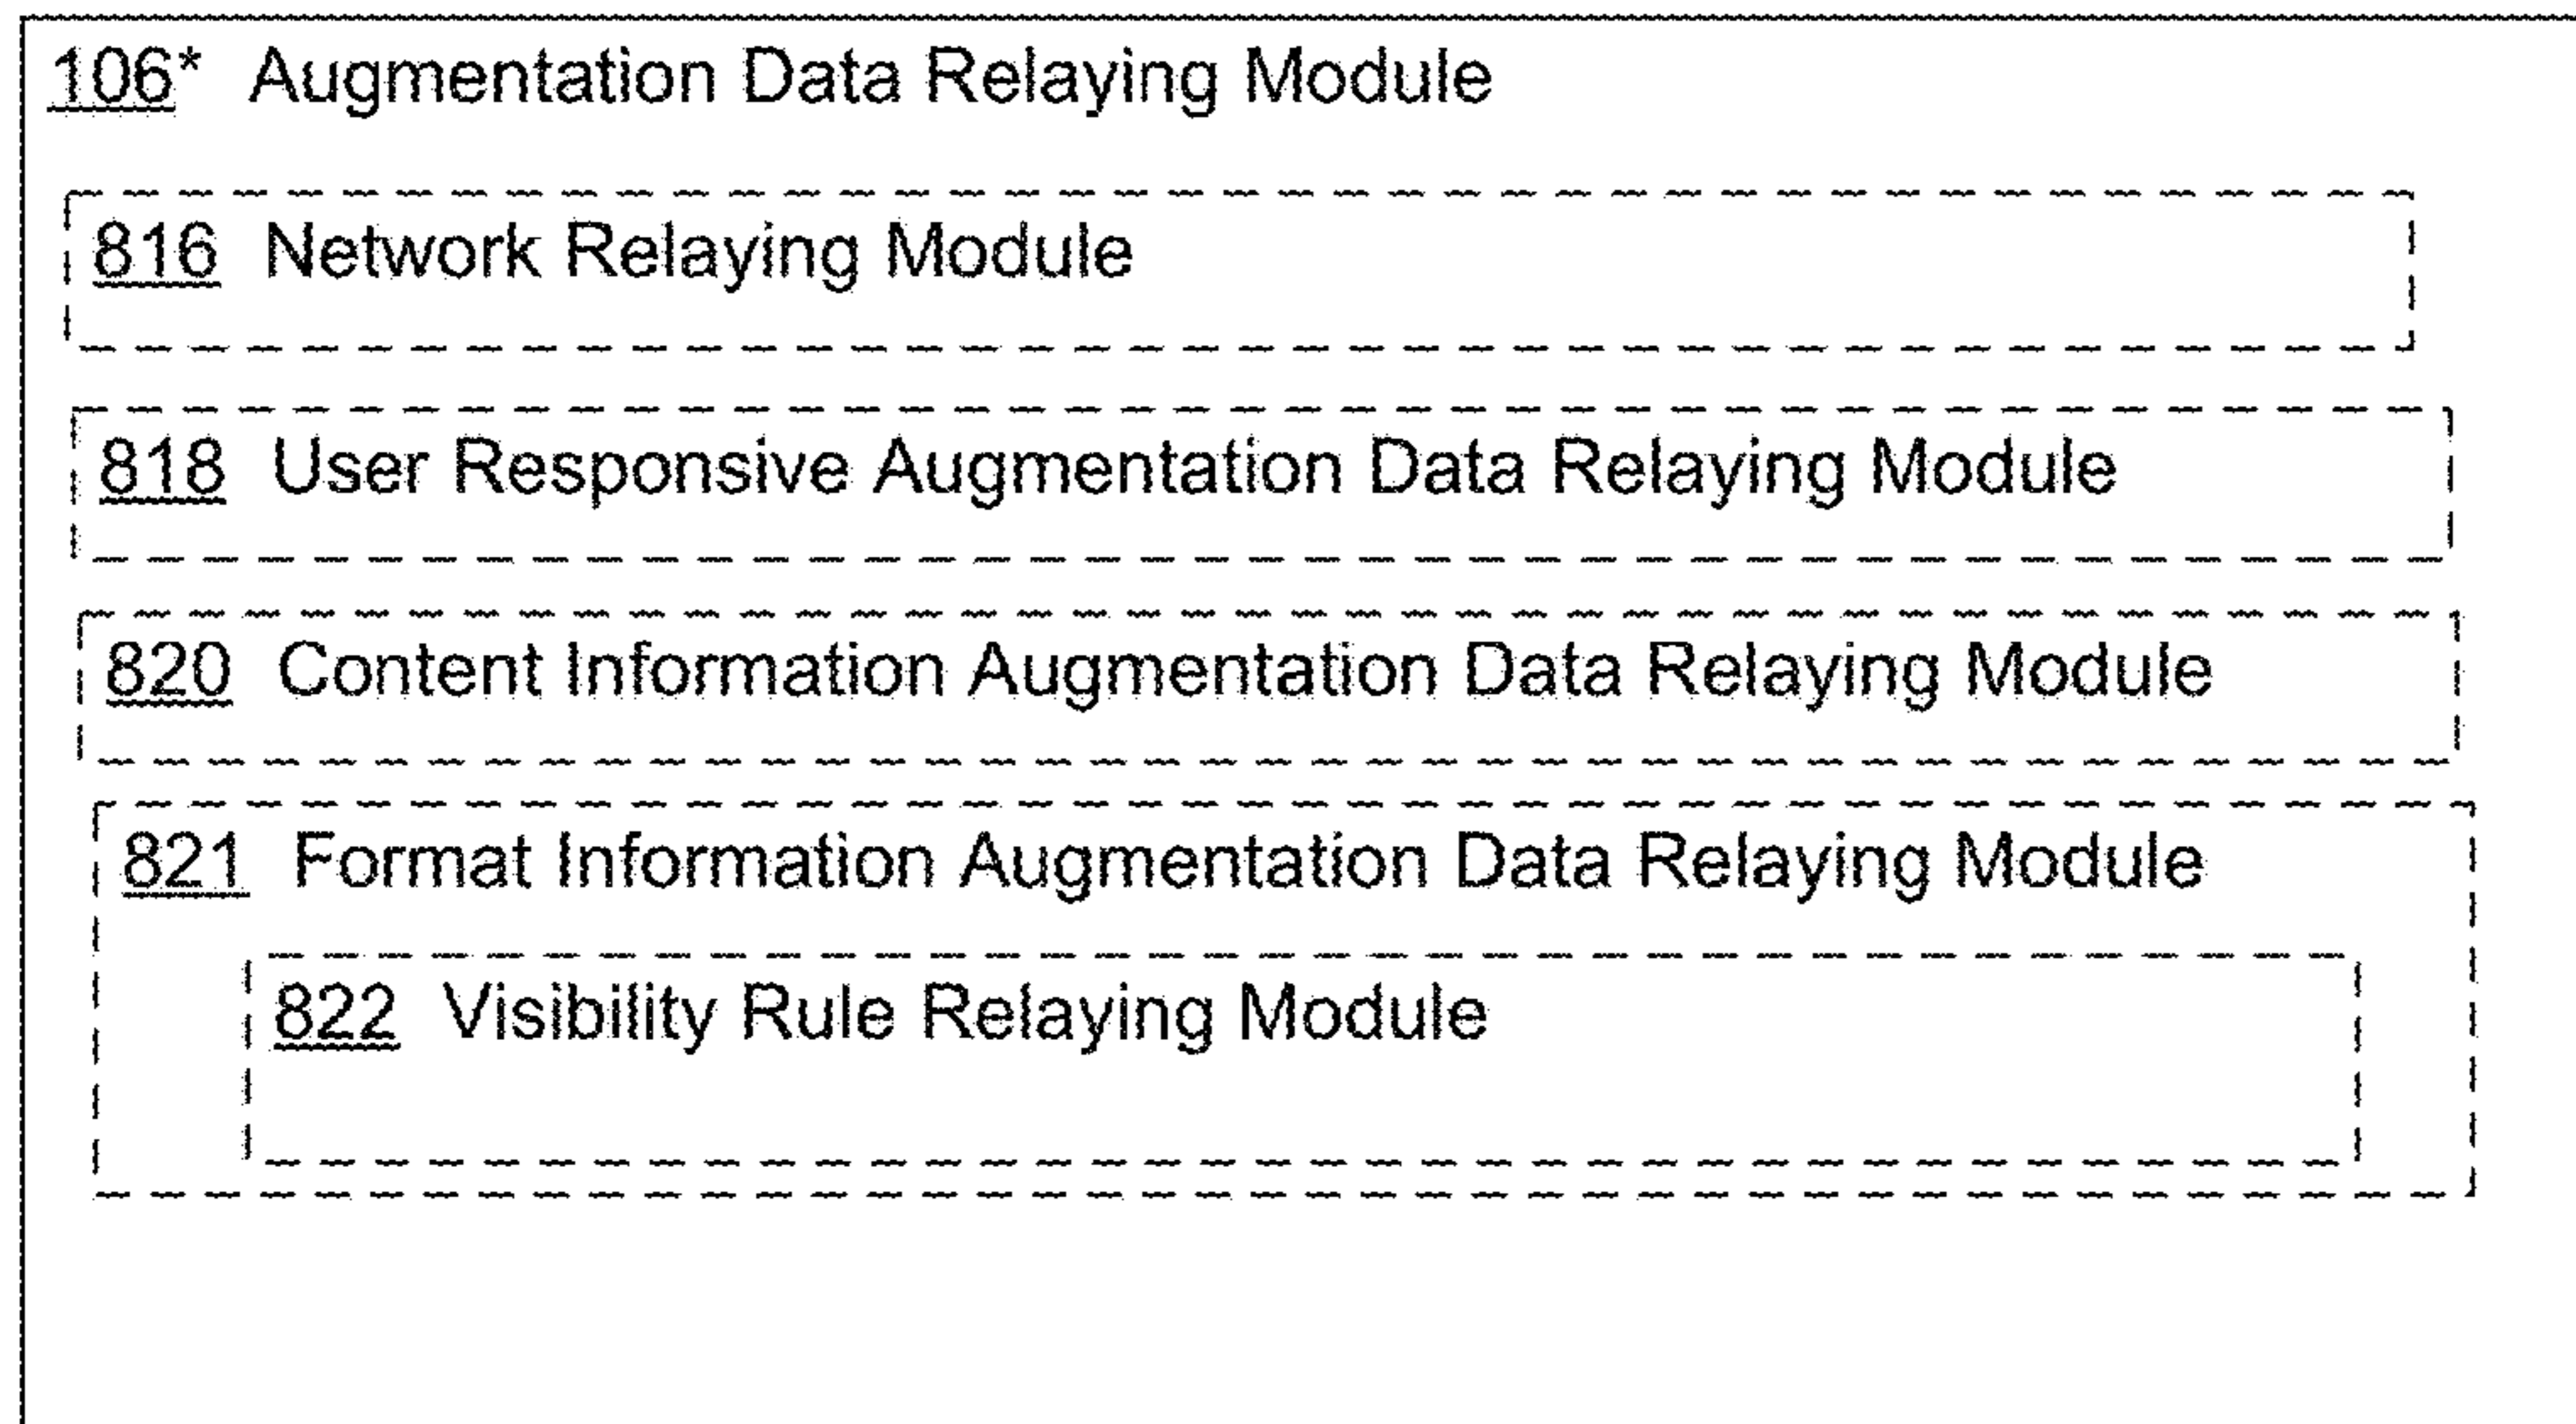 106* Augmentation Data Relaying Module
816 Network Relaying Module
818 User Responsive Augmentation Data Relaying Module
820 Content Information Augmentation Data Relaying Module
821 Format Information Augmentation Data Relaying Module
822 Visibility Rule Relaying Module